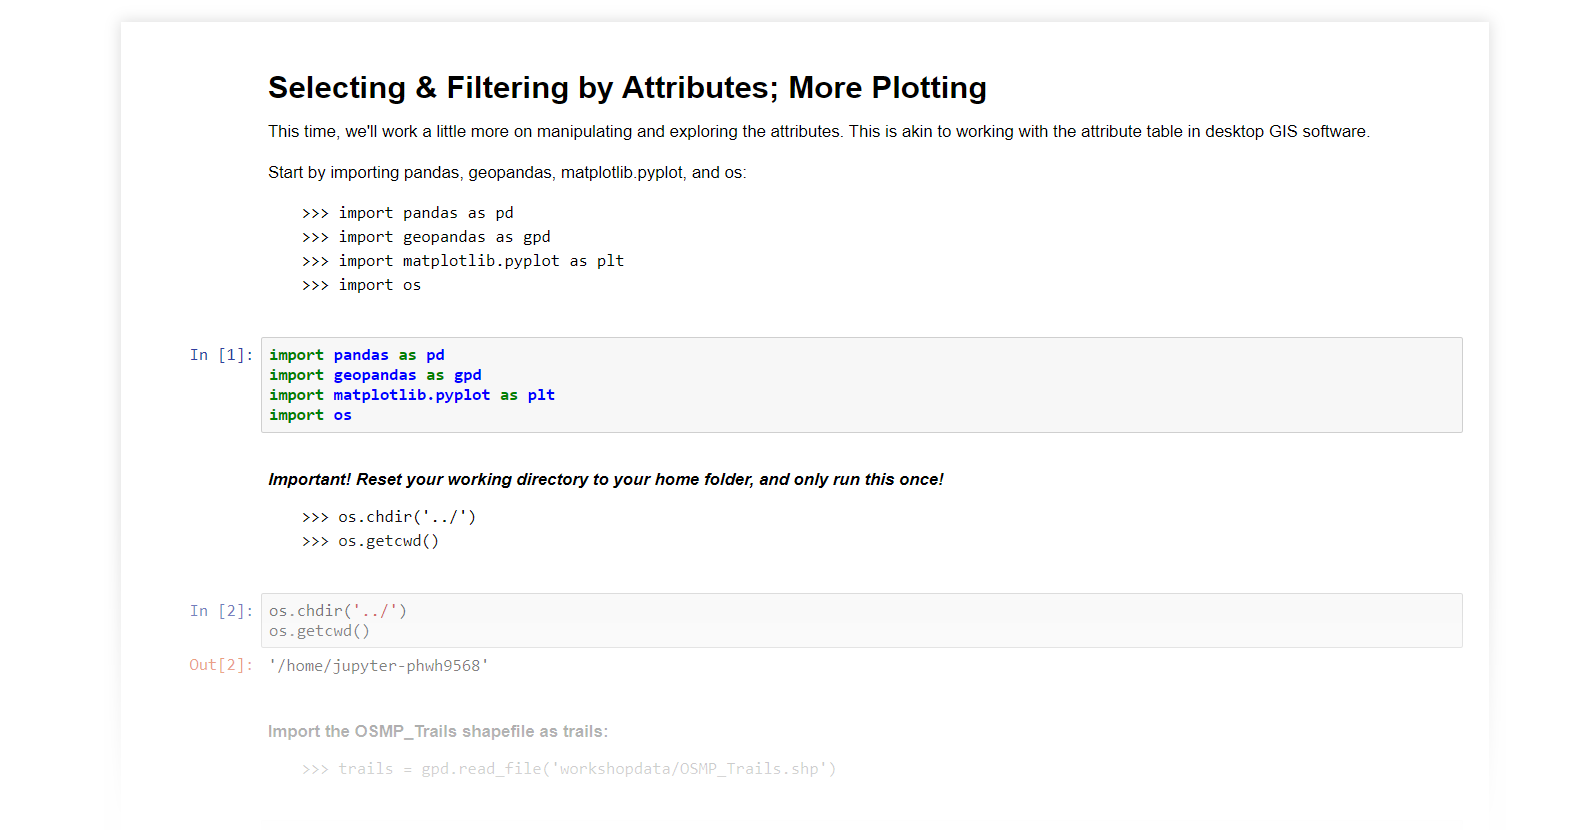 Selecting & Filtering by Attributes; More Plotting
This time, we'll work a little more on manipulating and exploring the attributes. This is akin to working with the attribute table in desktop GIS software.
Start by importing pandas, geopandas, matplotlib.pyplot, and os:
>>> import pandas as pd
>>> import geopandas as gpd
>>> import matplotlib.pyplot as plt
>>> import os
In [1]: import pandas as pd
import geopandas as gpd
import matplotlib.pyplot as plt
import os
Important! Reset your working directory to your home folder, and only run this once!
>>> os.chdir('../')
>>> os.getcwd()
In [2]: os.chdir('../')
os.getcwd()
Out[2]: '/home/jupyter-phwh9568'
Import the OSMP_Trails shapefile as trails:
>>> trails = gpd.read_file('workshopdata/OSMP_Trails.shp')